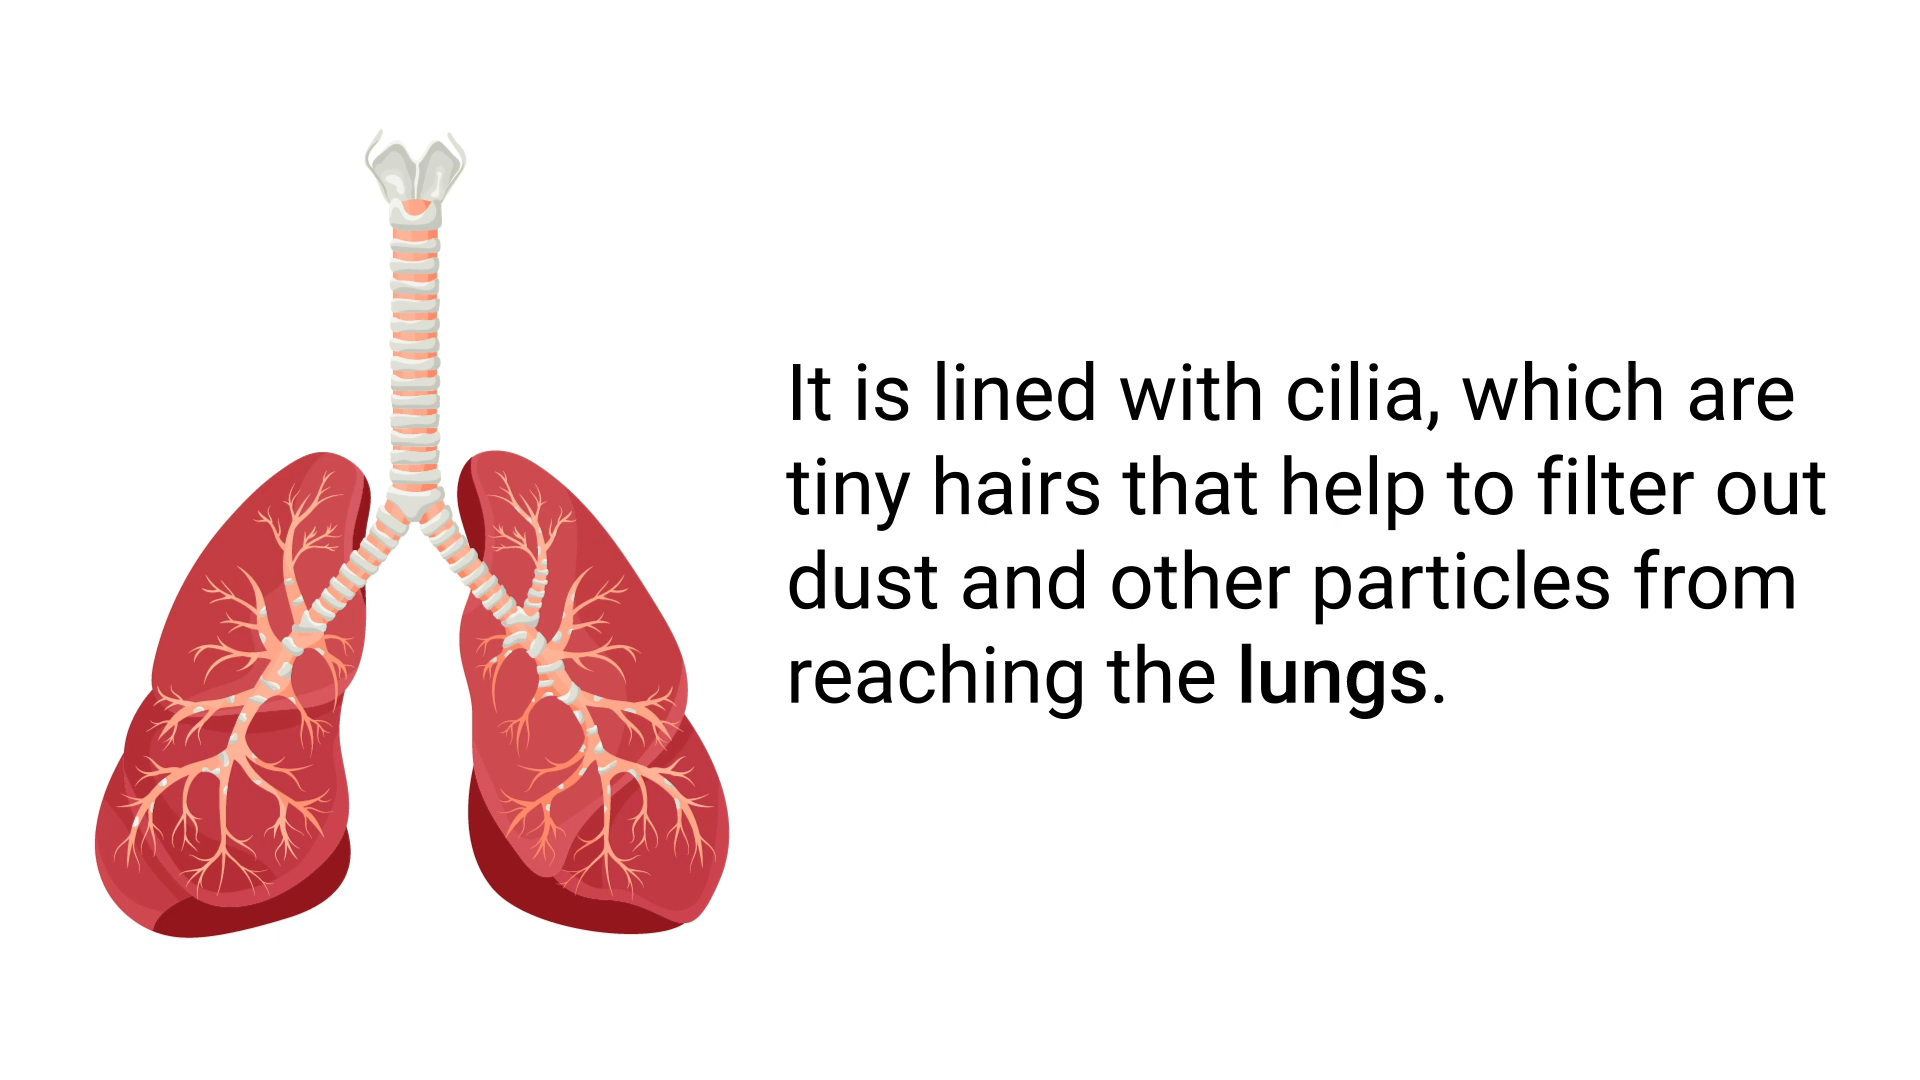 It is lined with cilia, which are
tiny hairs that help to filter out
dust and other particles from
reaching the lungs.